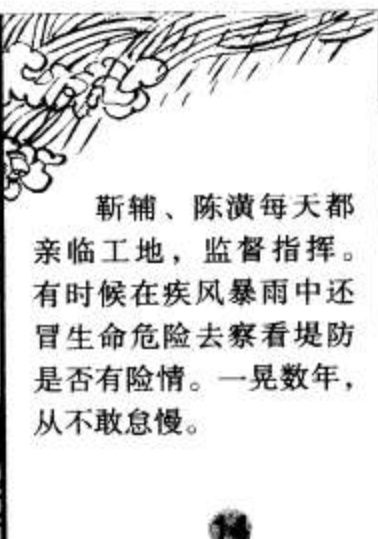 靳辅、陈潢每天都
亲临工地，监督指挥。
有时候在疾风暴雨中还
冒生命危险去察看堤防
是否有险情。一晃数年，
从不敢怠慢。